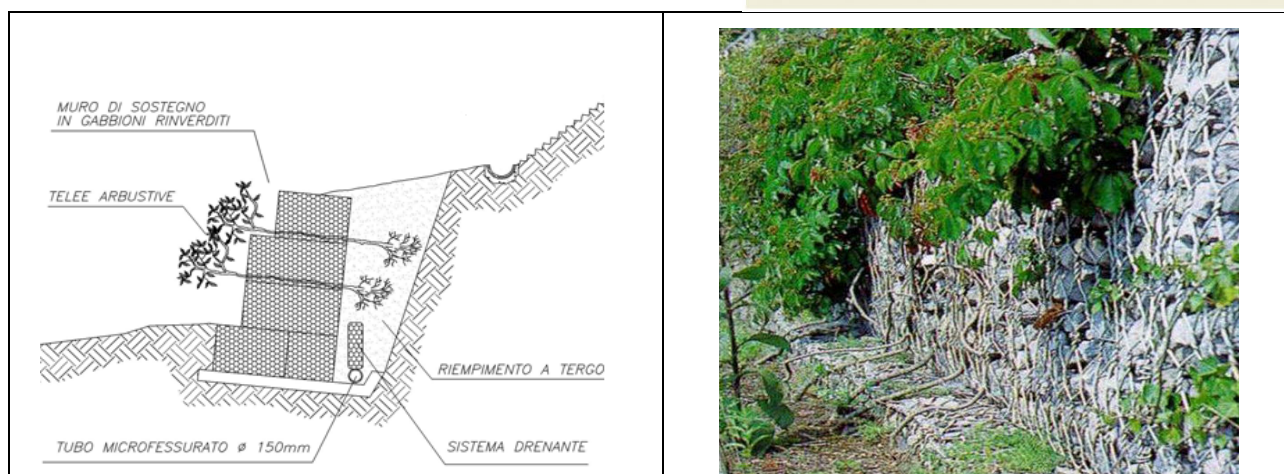 MURO DI SOSTEGNO
IN GABBIONI RINVERDITI
TELEE ARBUSTIVE
RIEMPIMENTO A TERGO
TUBO MICROFESSURATO ø 150mm
SISTEMA DRENANTE